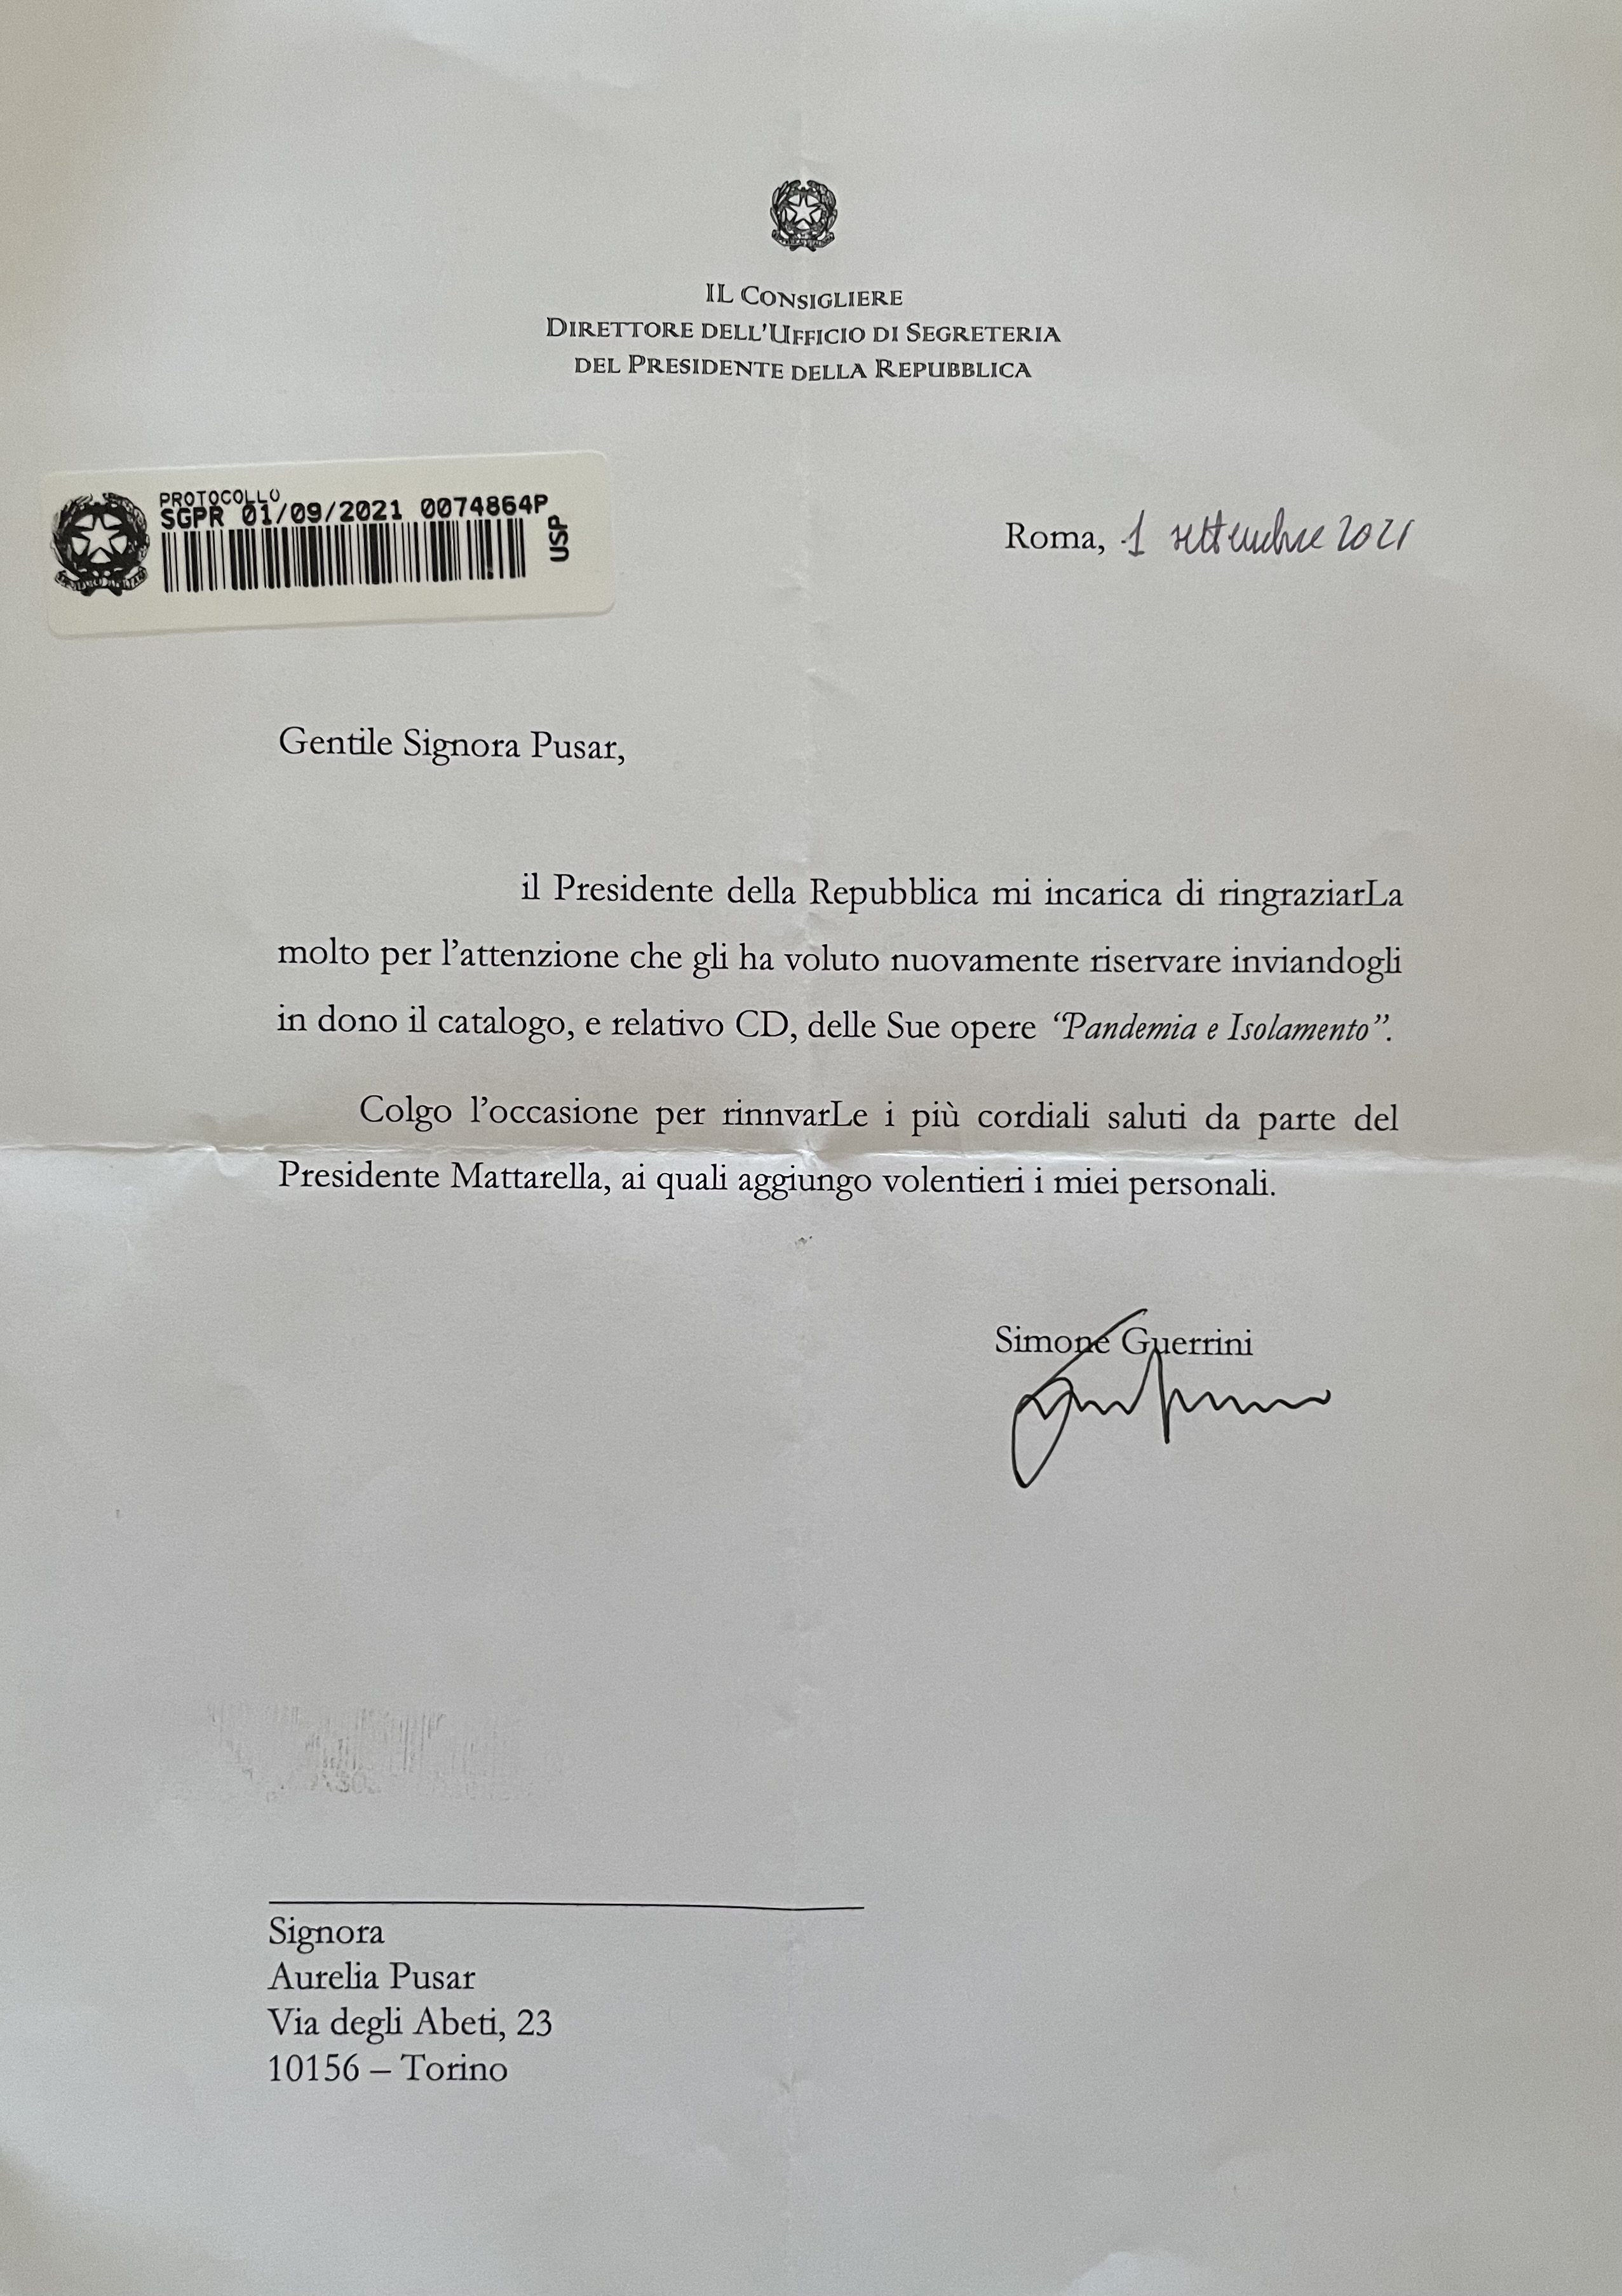 IL CONSIGLIERE
DIRETTORE DELL'UFFICIO DI SEGRETERIA
DEL PRESIDENTE DELLA REPUBBLICA
PROTOCOLLO
SGPR 01/09/2021 0074864P
USP
Roma, 1 settembre 2021
Gentile Signora Pusar,
il Presidente della Repubblica mi incarica di ringraziarLa
molto per l'attenzione che gli ha voluto nuovamente riservare inviandogli
in dono il catalogo, e relativo CD, delle Sue opere “Pandemia e Isolamento”.
Colgo l'occasione per rinnvarLe i più cordiali saluti da parte del
Presidente Mattarella, ai quali aggiungo volentieri i miei personali.
Simone Guerrini
Signora
Aurelia Pusar
Via degli Abeti, 23
10156 – Torino